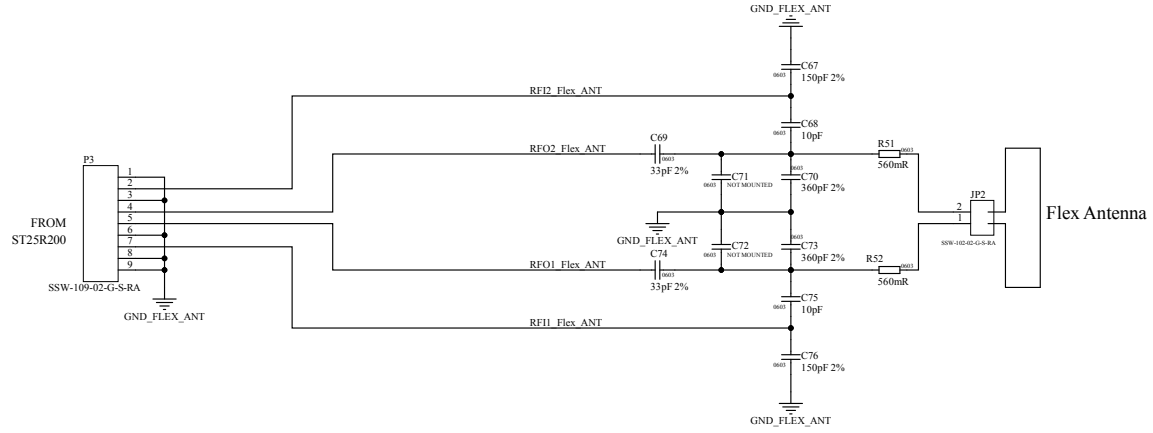 GND_FLEX_ANT
C67
0603
150pF 2%
RFI2_Flex_ANT
C68
0603
10pF
C69
RFO2_Flex_ANT
0603
33pF 2%
R51
0603
560mR
P3
1
2
3
4
5
6
7
8
9
FROM
ST25R200
SSW-109-02-G-S-RA
GND_FLEX_ANT
C71
0603
NOT MOUNTED
0603
C70
360pF 2%
JP2
2
1
SSW-102-02-G-S-RA
Flex Antenna
GND_FLEX_ANT
C72
0603
NOT MOUNTED
0603
C73
360pF 2%
C74
RFO1_Flex_ANT
0603
33pF 2%
R52
0603
560mR
C75
0603
10pF
RFI1_Flex_ANT
C76
0603
150pF 2%
GND_FLEX_ANT